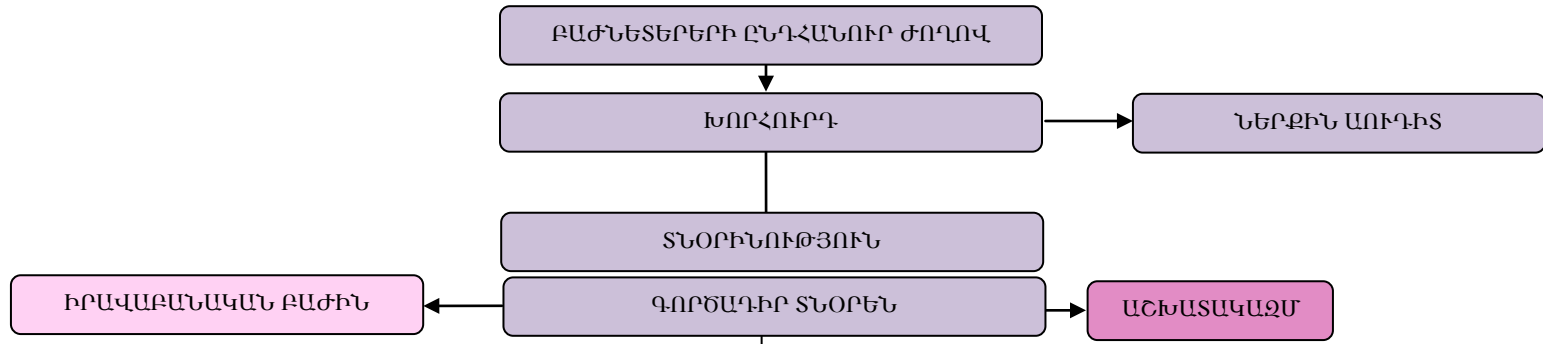 ԲԱԺՆԵՏԵՐԵՐԻ ԸՆԴՀԱՆՈՒՐ ԺՈՂՈՎ
ԽՈՐՀՈՒՐԴ
ՆԵՐՔԻՆ ԱՈՒԴԻՏ
ՏՆՕՐԻՆՈՒԹՅՈՒՆ
ԻՐԱՎԱԲԱՆԱԿԱՆ ԲԱԺԻՆ
ԳՈՐԾԱԴԻՐ ՏՆՕՐԵՆ
ԱՇԽԱՏԱԿԱԶՄ